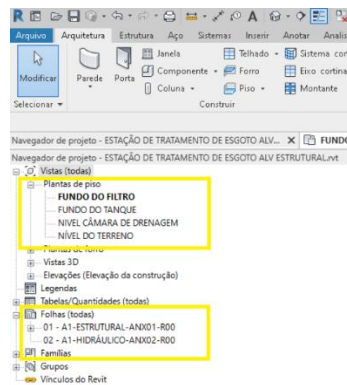 Arquivo Arquitetura Estrutura Aço Sistemas Inserir Anotar Analis
Modificar Parede Porta Janela Telhado Sistema cor
Componente Forro Eixo cortina
Coluna Piso Montante
Selecionar Construir
Navegador de projeto - ESTAÇÃO DE TRATAMENTO DE ESGOTO ALV... X FUNDO
Navegador de projeto - ESTAÇÃO DE TRATAMENTO DE ESGOTO ALV ESTRUTURAL.rvt
Vistas (todas)
Plantas de piso
FUNDO DO FILTRO
FUNDO DO TANQUE
NIVEL CÂMARA DE DRENAGEM
NÍVEL DO TERRENO
Plantas de forro
Vistas 3D
Elevações (Elevação da construção)
Legendas
Tabelas/Quantidades (todos)
Folhas (todas)
01 - A1-ESTRUTURAL-ANX01-R00
02 - A1-HIDRÁULICO-ANX02-R00
Famílias
Grupos
Vínculos do Revit